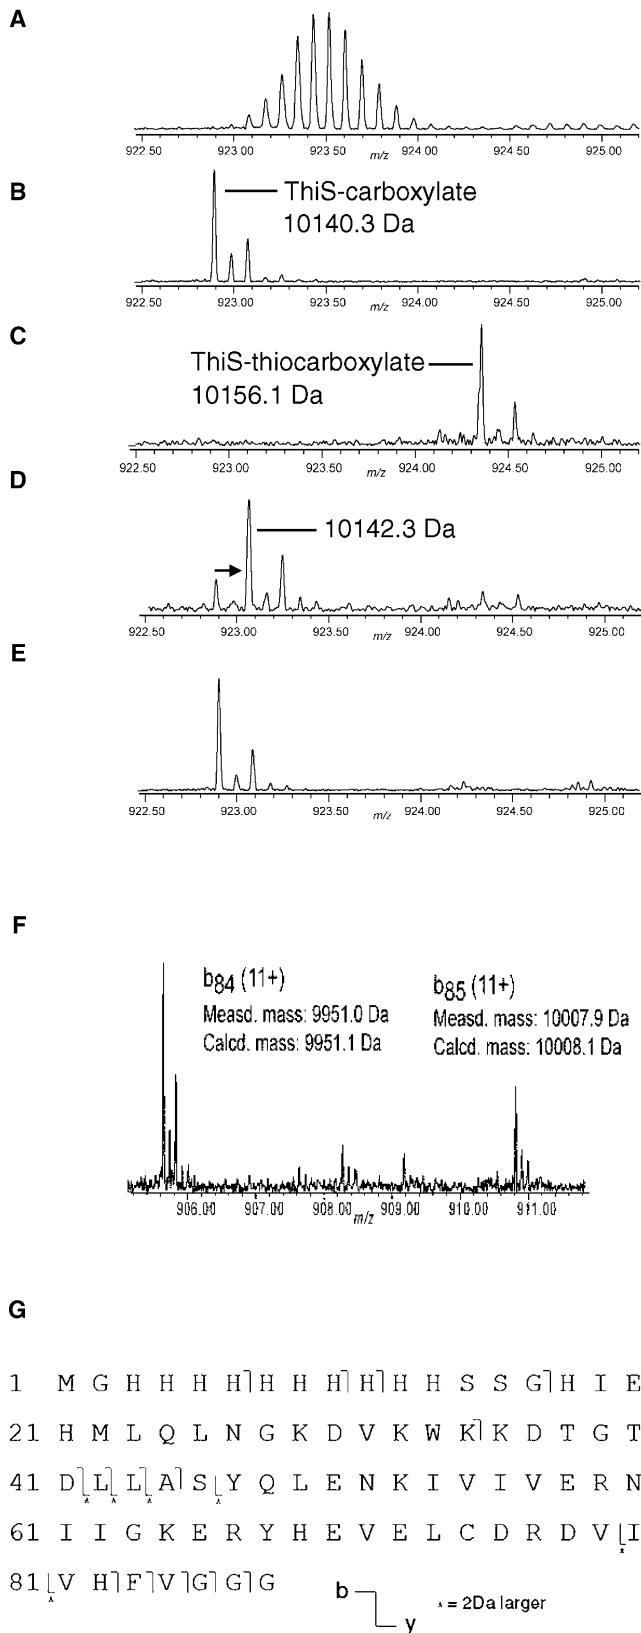 A
922.50 923.00 923.50 924.00 924.50 925.00
m/z
B
ThiS-carboxylate
10140.3 Da
922.50 923.00 923.50 924.00 924.50 925.00
m/z
C
ThiS-thiocarboxylate
10156.1 Da
922.50 923.00 923.50 924.00 924.50 925.00
m/z
D
10142.3 Da
922.50 923.00 923.50 924.00 924.50 925.00
m/z
E
922.50 923.00 923.50 924.00 924.50 925.00
m/z
F
b84 (11+)
Measd. mass: 9951.0 Da
Calcd. mass: 9951.1 Da
b85 (11+)
Measd. mass: 10007.9 Da
Calcd. mass: 10008.1 Da
906.00 907.00 908.00 909.00 910.00 911.00
m/z
G
1 M G H H H H H H H H H H S S G H I E
21 H M L Q L N G K D V K W K K D T G T
41 D L L A S Y Q L E N K I V I V E R N
* * * *
61 I I G K E R Y H E V E L C D R D V I
*
81 V H F V G G G
*
b y * = 2Da larger